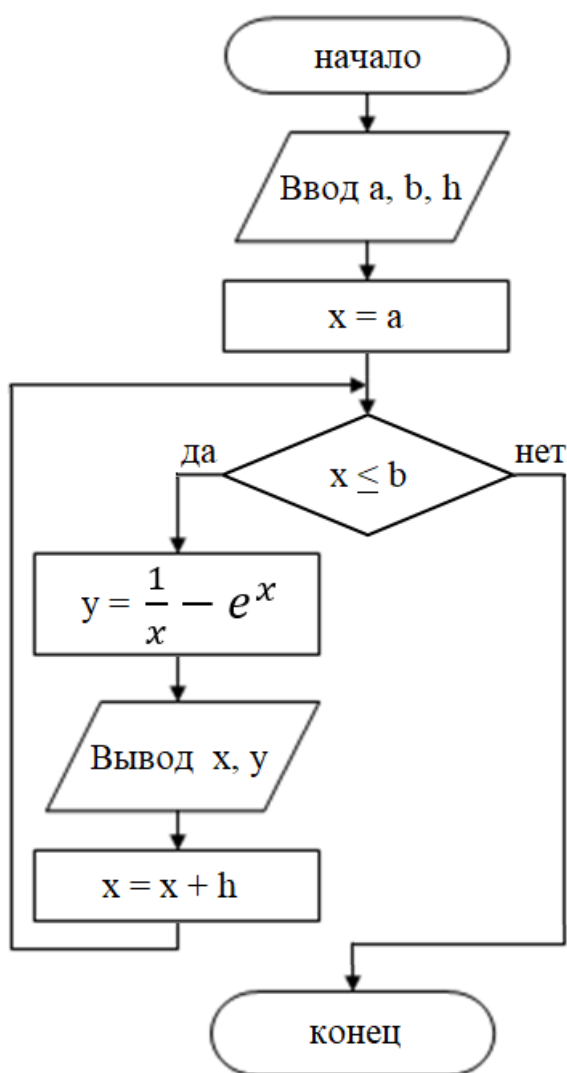 начало
Ввод a, b, h
x = a
да
нет
x ≤ b
y = 1/x − e^x
Вывод x, y
x = x + h
конец